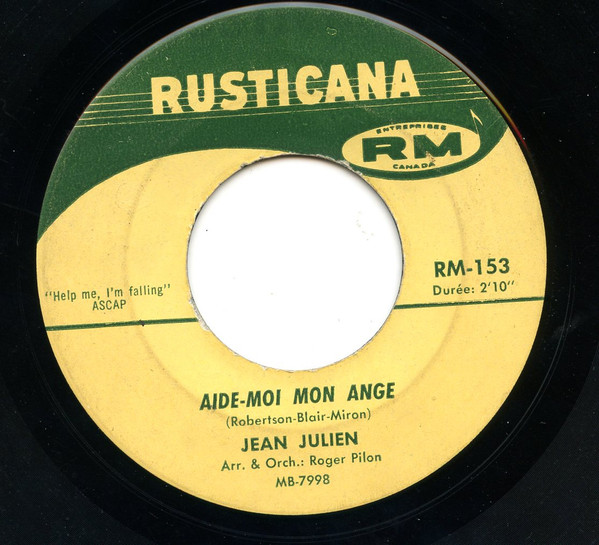 RUSTICANA
ENTREPRISES
RM
CANADA
RM-153
Durée: 2'10"
"Help me, I'm falling"
ASCAP
AIDE-MOI MON ANGE
(Robertson-Blair-Miron)
JEAN JULIEN
Arr. & Orch.: Roger Pilon
MB-7998